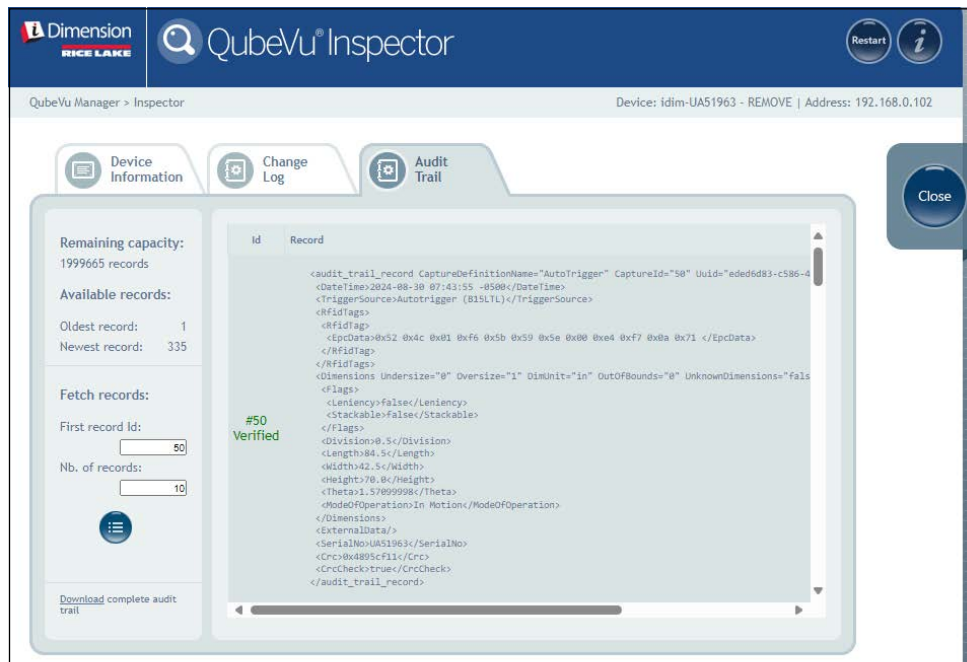 iDimension
RICE LAKE
QubeVu® Inspector
Restart
i
QubeVu Manager > Inspector
Device: idim-UA51963 - REMOVE | Address: 192.168.0.102
Device Information
Change Log
Audit Trail
Close
Remaining capacity:
1999665 records
Available records:
Oldest record: 1
Newest record: 335
Fetch records:
First record Id:
50
Nb. of records:
10
Download complete audit
trail
Id Record
#50
Verified
<audit_trail_record CaptureDefinitionName="AutoTrigger" CaptureId="50" Uuid="eded6d83-c586-4
<DateTime>2024-08-30 07:43:55 -0500</DateTime>
<TriggerSource>Autotrigger (B15LTL)</TriggerSource>
<RfidTags>
<RfidTag>
<EpcData>0x52 0x4c 0x01 0xf6 0x5b 0x59 0x5e 0x00 0xe4 0xf7 0x0a 0x71 </EpcData>
</RfidTag>
</RfidTags>
<Dimensions Undersize="0" Oversize="1" DimUnit="in" OutOfBounds="0" UnknownDimensions="fals
<Flags>
<Leniency>false</Leniency>
<Stackable>false</Stackable>
</Flags>
<Division>0.5</Division>
<Length>84.5</Length>
<Width>42.5</Width>
<Height>70.0</Height>
<Theta>1.57099998</Theta>
<ModeOfOperation>In Motion</ModeOfOperation>
</Dimensions>
<ExternalData/>
<SerialNo>UA51963</SerialNo>
<Crc>0x4895cf11</Crc>
<CrcCheck>true</CrcCheck>
</audit_trail_record>